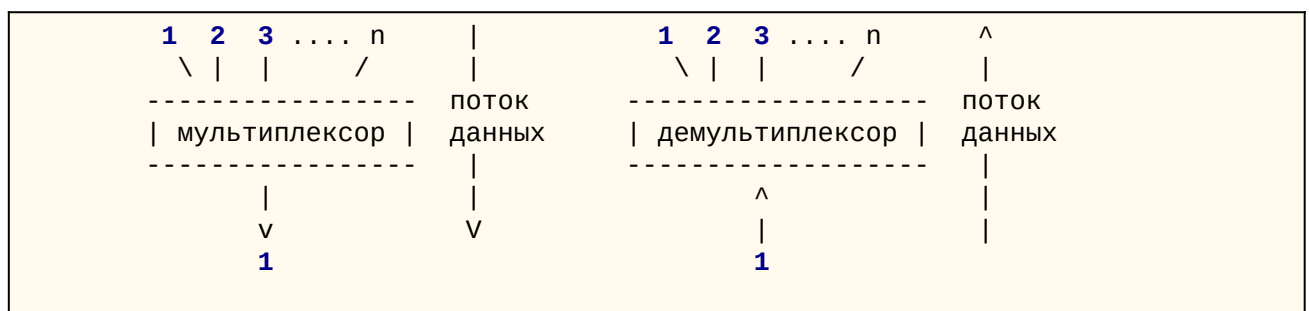 1  2  3 .... n     |           1  2  3 .... n      ^
 \ |  |     /      |            \ |  |     /       |
-----------------  поток     -------------------  поток
| мультиплексор |  данных     | демультиплексор |  данных
-----------------   |        -------------------   |
       |            |                ^             |
       v            V                |             |
       1                             1